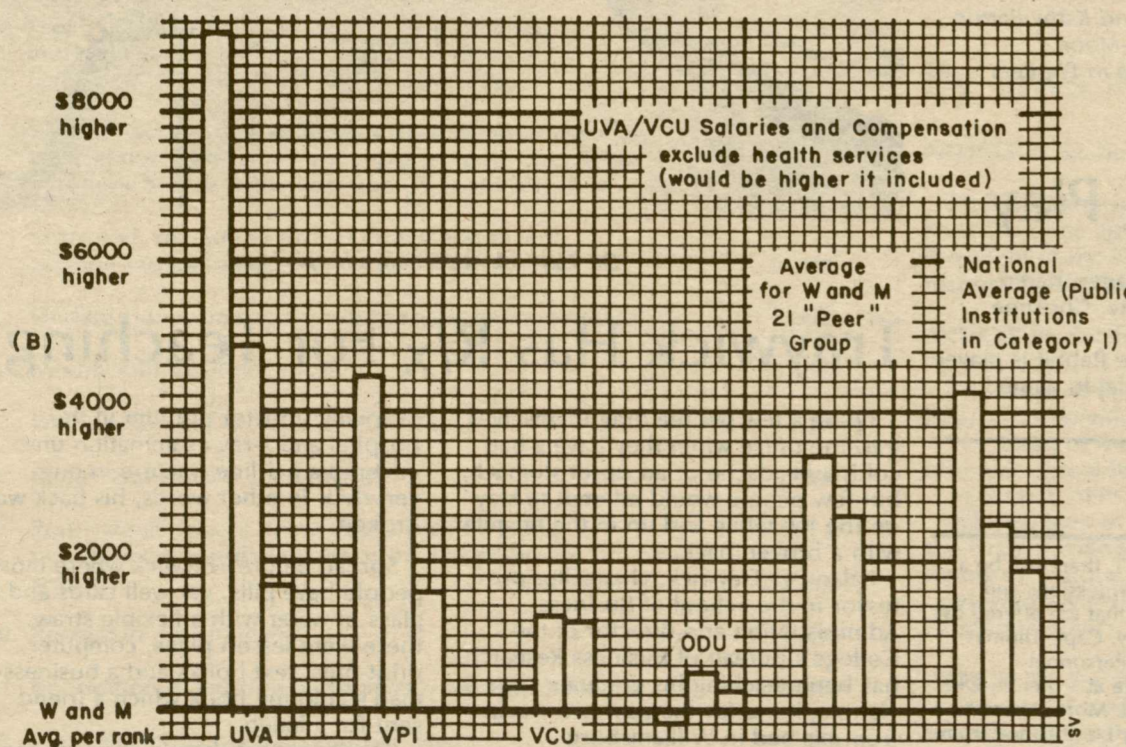 $8000
higher
UVA/VCU Salaries and Compensation
exclude health services
(would be higher it included)
$6000
higher
Average
for W and M
21 "Peer"
Group
National
Average (Public
Institutions
in Category I)
(B)
$4000
higher
$2000
higher
ODU
W and M
Avg. per rank
UVA
VPI
VCU
AS